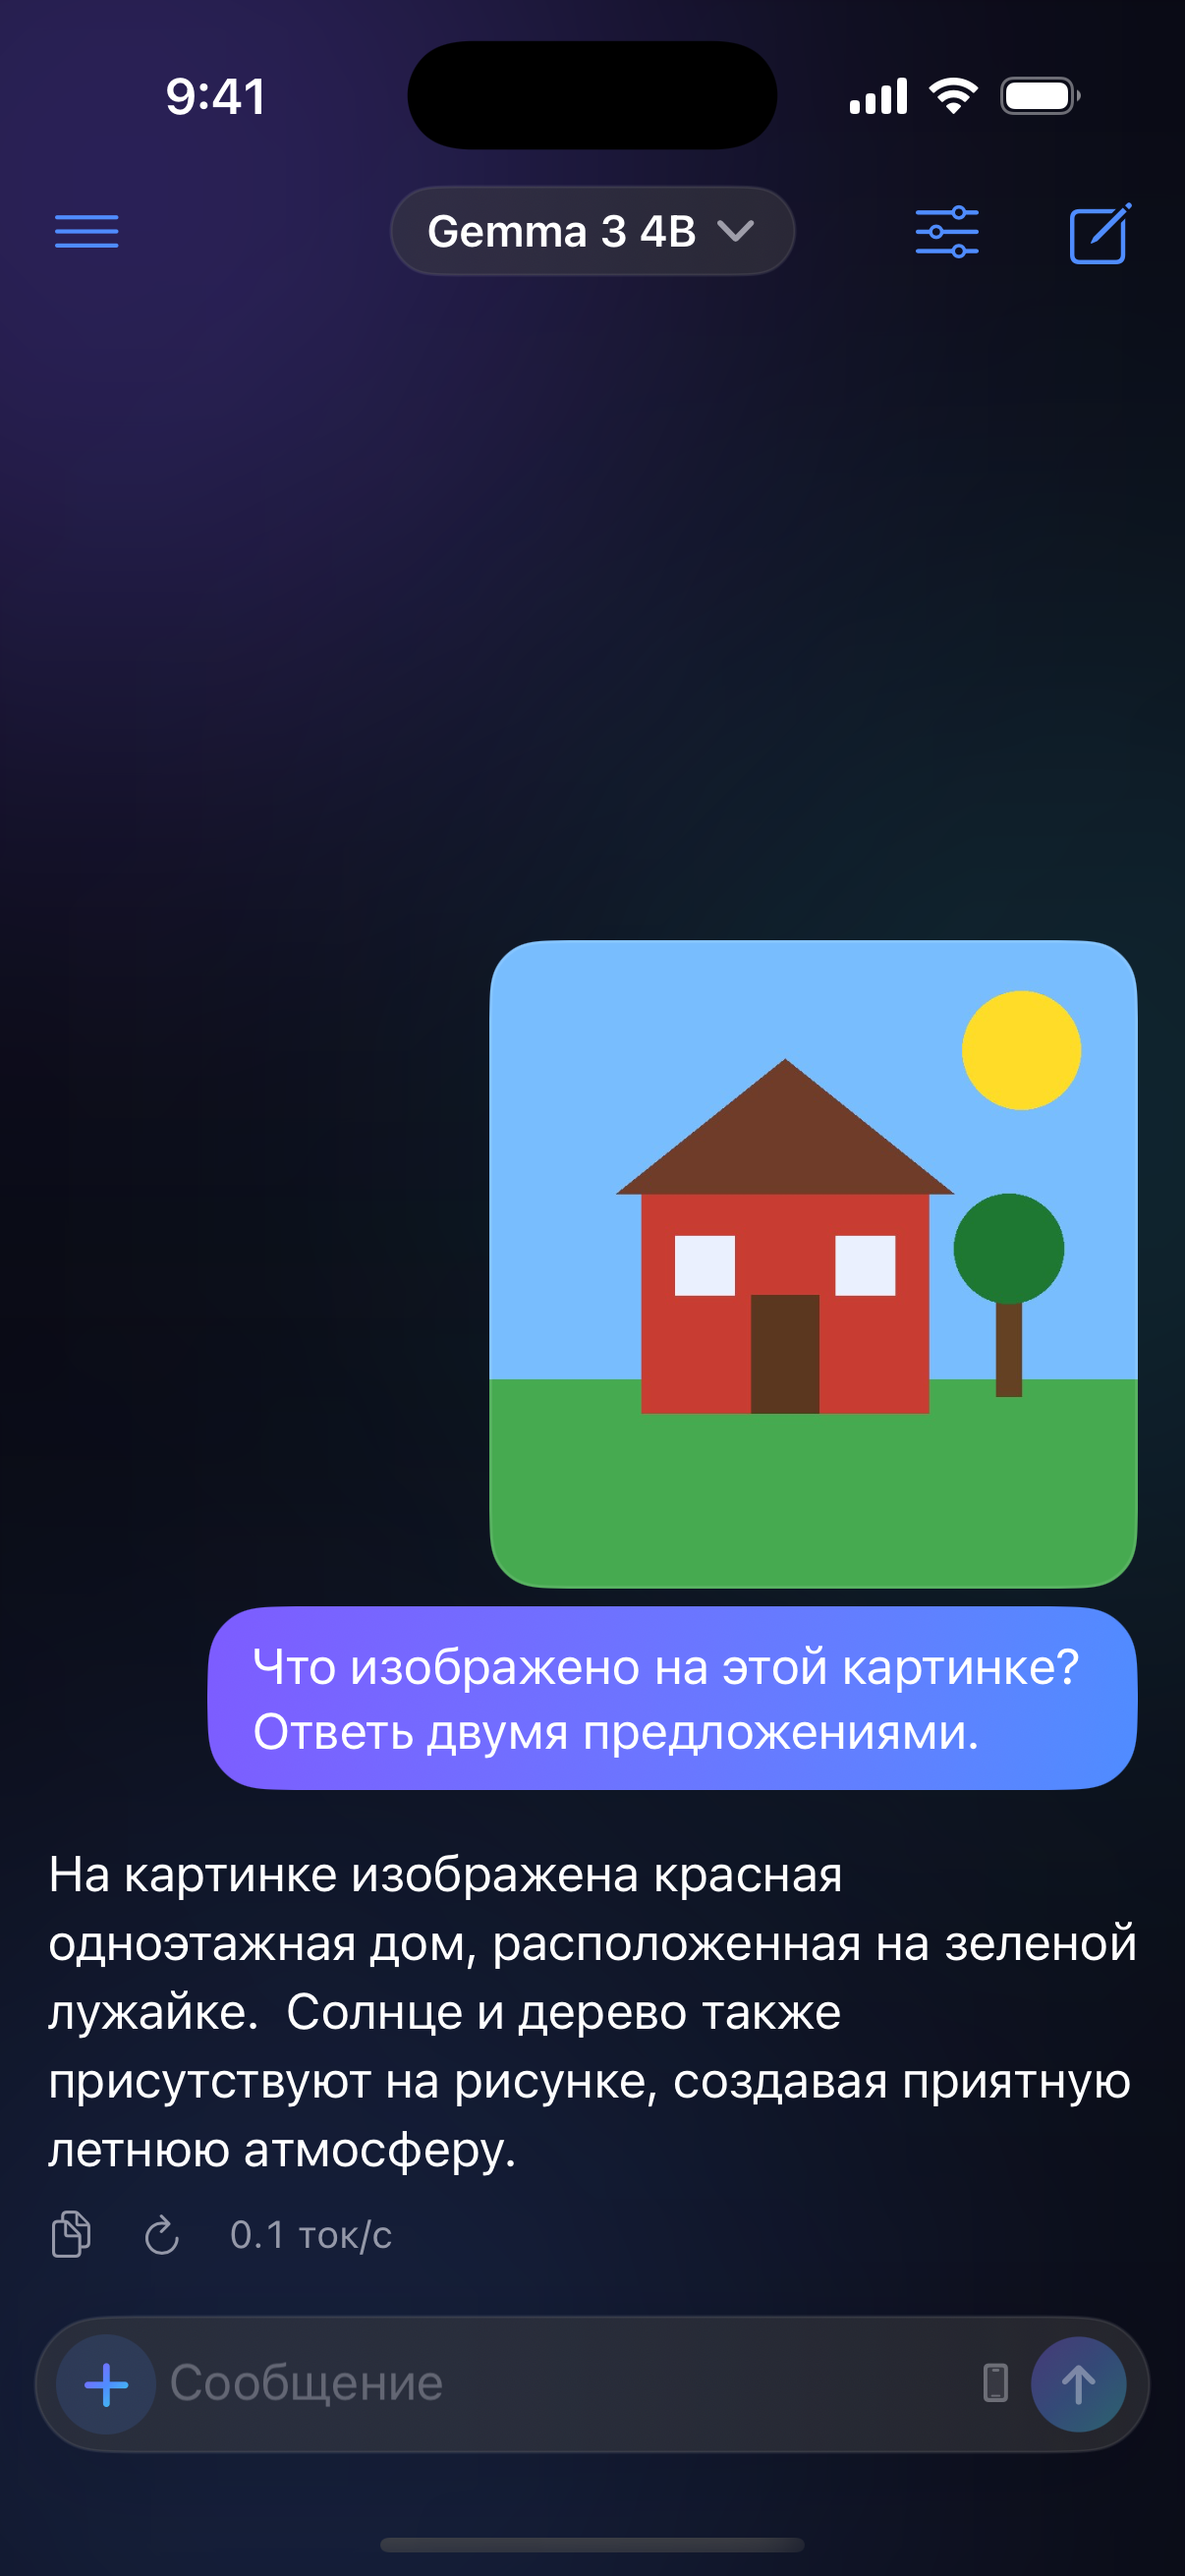 9:41
Gemma 3 4B
Что изображено на этой картинке?
Ответь двумя предложениями.
На картинке изображена красная
одноэтажная дом, расположенная на зеленой
лужайке.  Солнце и дерево также
присутствуют на рисунке, создавая приятную
летнюю атмосферу.
0.1 ток/с
Сообщение